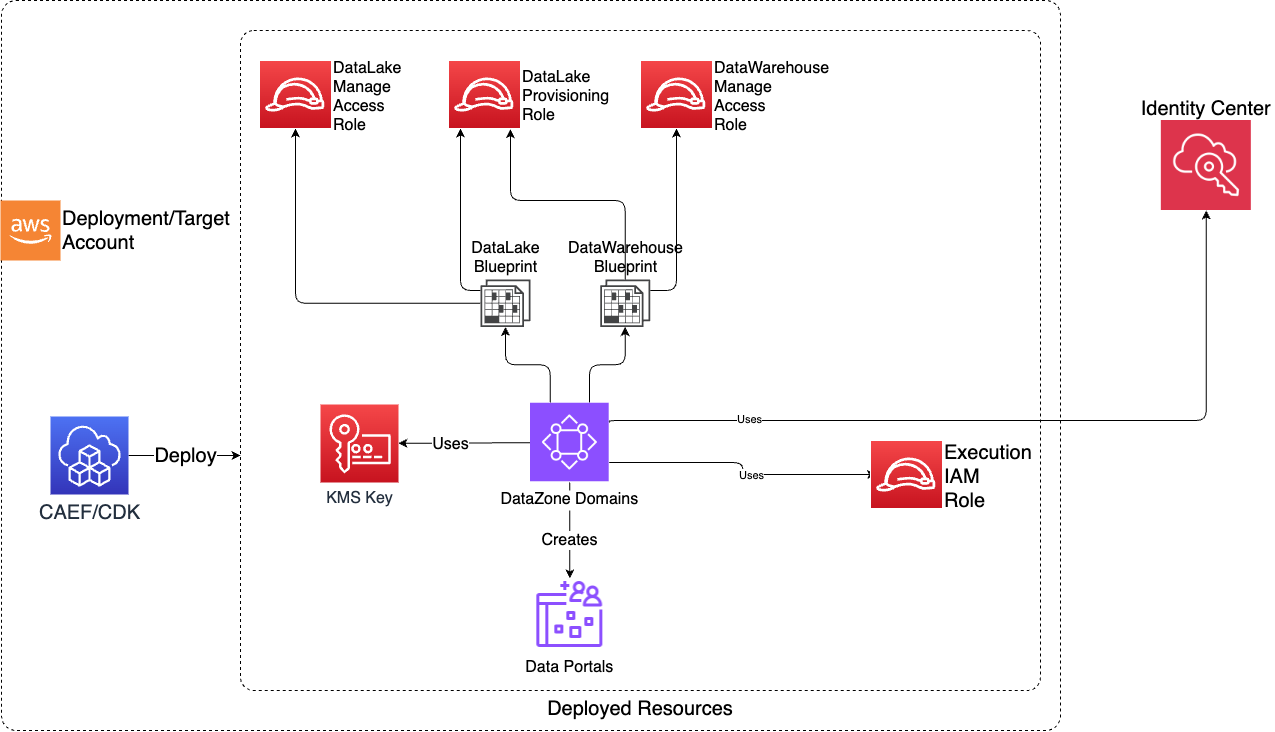 DataLake
Manage
Access
Role
DataLake
Provisioning
Role
DataWarehouse
Manage
Access
Role
Identity Center
aws
Deployment/Target
Account
DataLake
Blueprint
DataWarehouse
Blueprint
Uses
Uses
Deploy
Uses
Execution
IAM
Role
KMS Key
DataZone Domains
CAEF/CDK
Creates
Data Portals
Deployed Resources